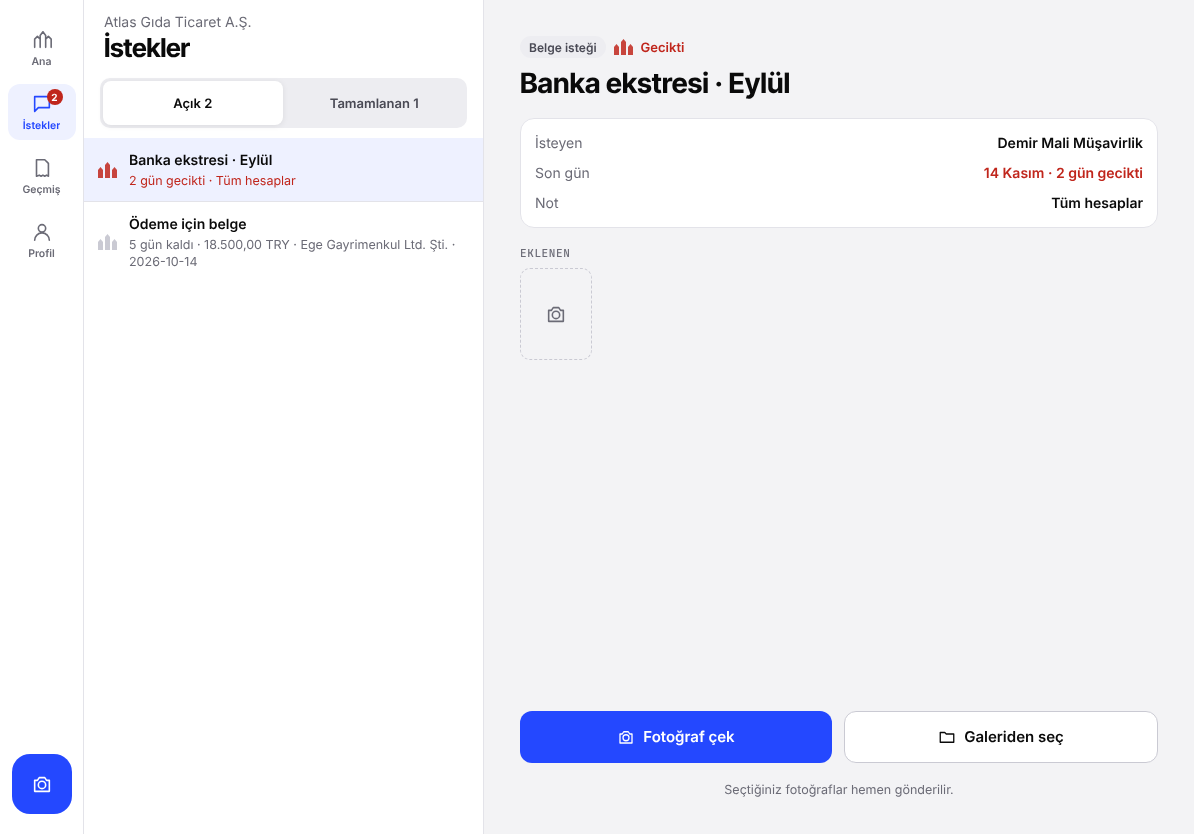 Ana
2
İstekler
Geçmiş
Profil
Atlas Gıda Ticaret A.Ş.
İstekler
Açık 2
Tamamlanan 1
Banka ekstresi · Eylül
2 gün gecikti · Tüm hesaplar
Ödeme için belge
5 gün kaldı · 18.500,00 TRY · Ege Gayrimenkul Ltd. Şti. ·
2026-10-14
Belge isteği
Gecikti
Banka ekstresi · Eylül
İsteyen
Demir Mali Müşavirlik
Son gün
14 Kasım · 2 gün gecikti
Not
Tüm hesaplar
EKLENEN
Fotoğraf çek
Galeriden seç
Seçtiğiniz fotoğraflar hemen gönderilir.